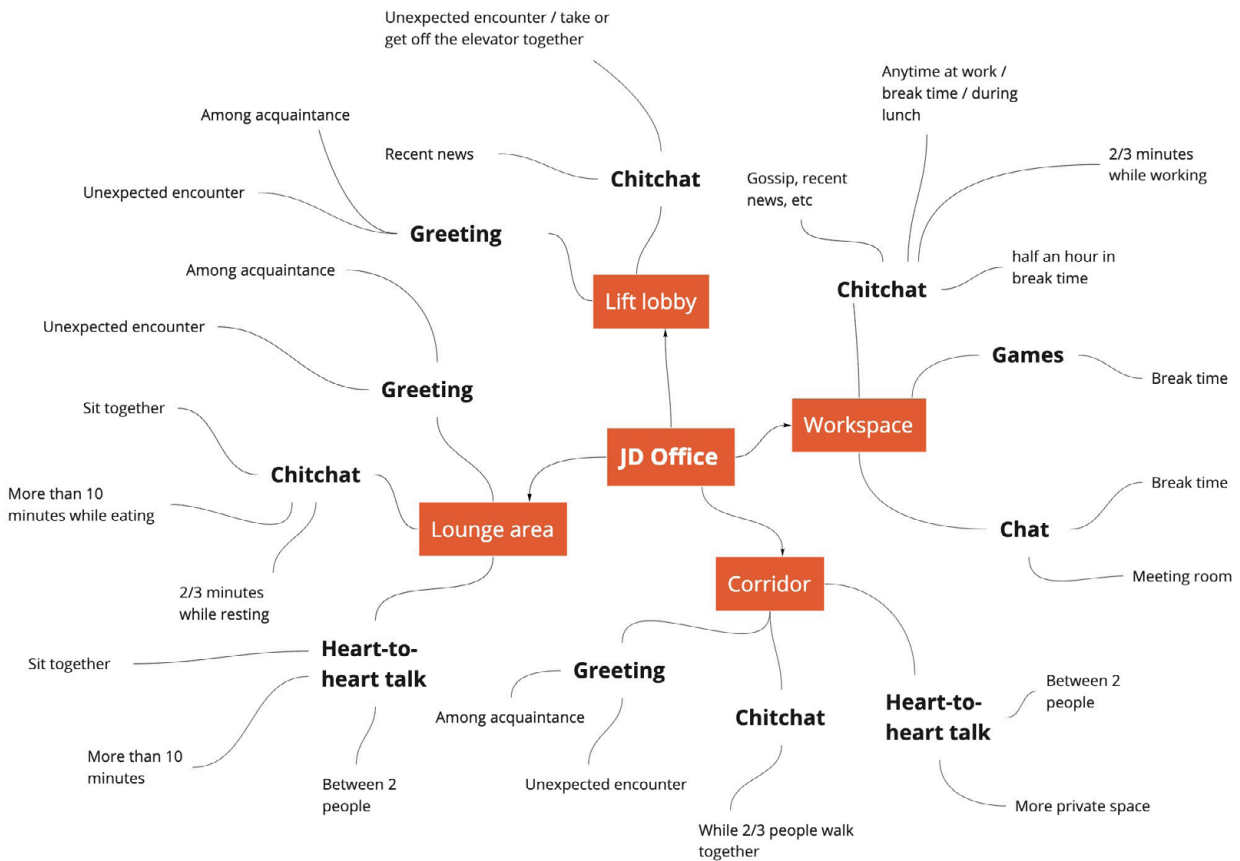 Unexpected encounter / take or
get off the elevator together
Among acquaintance
Recent news
Unexpected encounter
Chitchat
Greeting
Lift lobby
Anytime at work /
break time / during
lunch
2/3 minutes
while working
Gossip, recent
news, etc
half an hour in
break time
Chitchat
Games
Break time
Workspace
JD Office
Break time
Chat
Meeting room
Among acquaintance
Unexpected encounter
Greeting
Sit together
Chitchat
More than 10
minutes while eating
Lounge area
2/3 minutes
while resting
Heart-to-
heart talk
Sit together
More than 10
minutes
Between 2
people
Corridor
Greeting
Among acquaintance
Unexpected encounter
Chitchat
While 2/3 people walk
together
Heart-to-
heart talk
Between 2
people
More private space